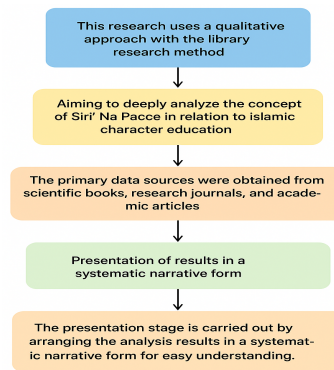 This research uses a qualitative
approach with the library
research method
Aiming to deeply analyze the concept
of Siri' Na Pacce in relation to islamic
character education
The primary data sources were obtained from
scientific books, research journals, and acade-
mic articles
Presentation of results in a
systematic narrative form
The presentation stage is carried out by
arranging the analysis results in a systemat-
ic narrative form for easy understanding.